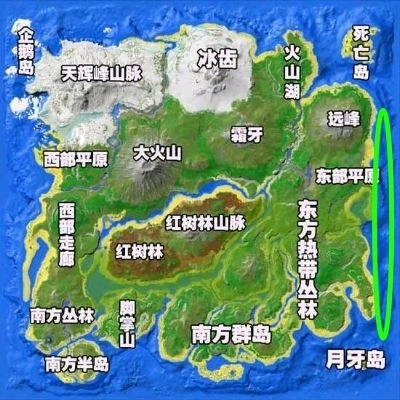 企鹅岛
天辉峰山脉
冰齿
火山湖
死亡岛
远峰
霜牙
大火山
西部平原
东部平原
西部走廊
红树林山脉
红树林
东方热带丛林
南方丛林
脚掌山
南方群岛
南方半岛
月牙岛